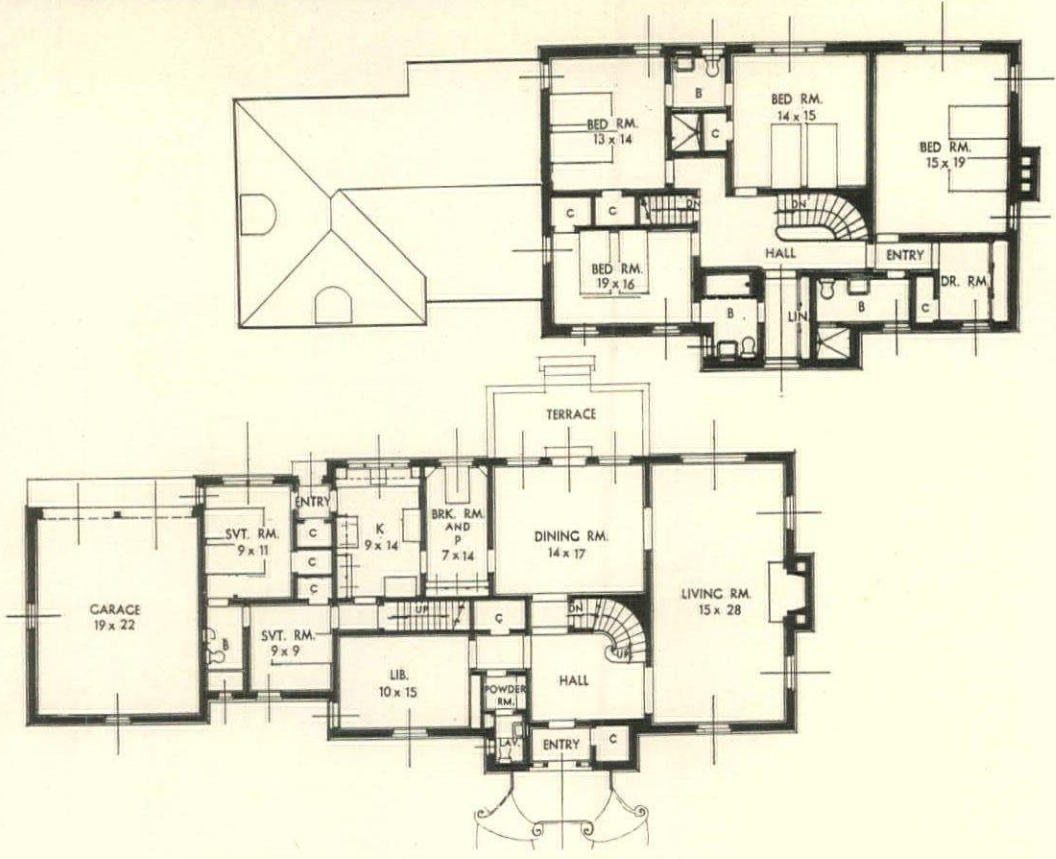 B
BED RM.
14 x 15
BED RM.
13 x 14
C
BED RM.
15 x 19
C
C
DN
DN
HALL
ENTRY
BED RM.
19 x 16
DR. RM.
B
LIN.
B
C
TERRACE
ENTRY
K
9 x 14
BRK. RM.
AND
P
7 x 14
SVT. RM.
9 x 11
C
DINING RM.
14 x 17
C
C
LIVING RM.
15 x 28
GARAGE
19 x 22
UP
C
DN
B
SVT. RM.
9 x 9
UP
LIB.
10 x 15
HALL
POWDER
RM.
LAV.
ENTRY
C